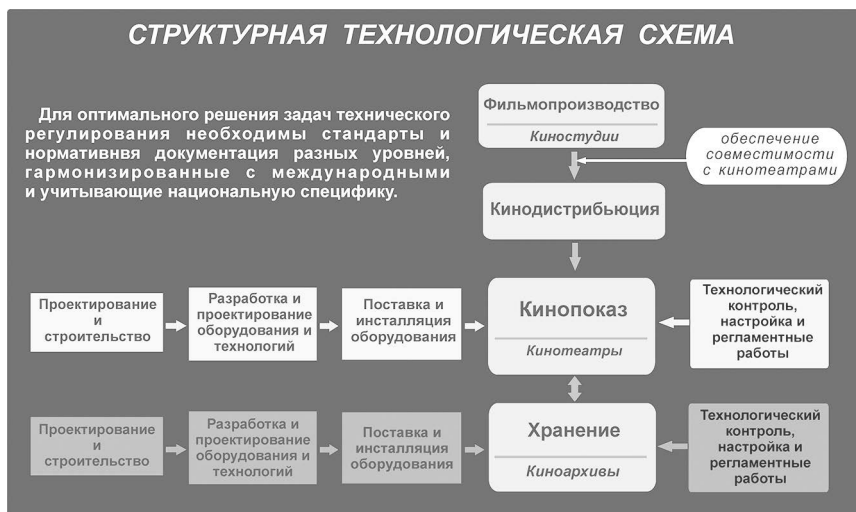 СТРУКТУРНАЯ ТЕХНОЛОГИЧЕСКАЯ СХЕМА
Для оптимального решения задач технического
регулирования необходимы стандарты и
нормативнвя документация разных уровней,
гармонизированные с международными
и учитывающие национальную специфику.
Фильмопроизводство
Киностудии
обеспечение
совместимости
с кинотеатрами
Кинодистрибьюция
Проектирование
и
строительство
Разработка и
проектирование
оборудования и
технологий
Поставка и
инсталляция
оборудования
Кинопоказ
Кинотеатры
Технологический
контроль,
настройка и
регламентные
работы
Проектирование
и
строительство
Разработка и
проектирование
оборудования и
технологий
Поставка и
инсталляция
оборудования
Хранение
Киноархивы
Технологический
контроль,
настройка и
регламентные
работы